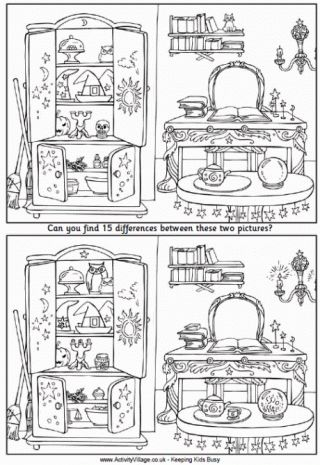 Can you find 15 differences between these two pictures?
www.ActivityVillage.co.uk - Keeping Kids Busy